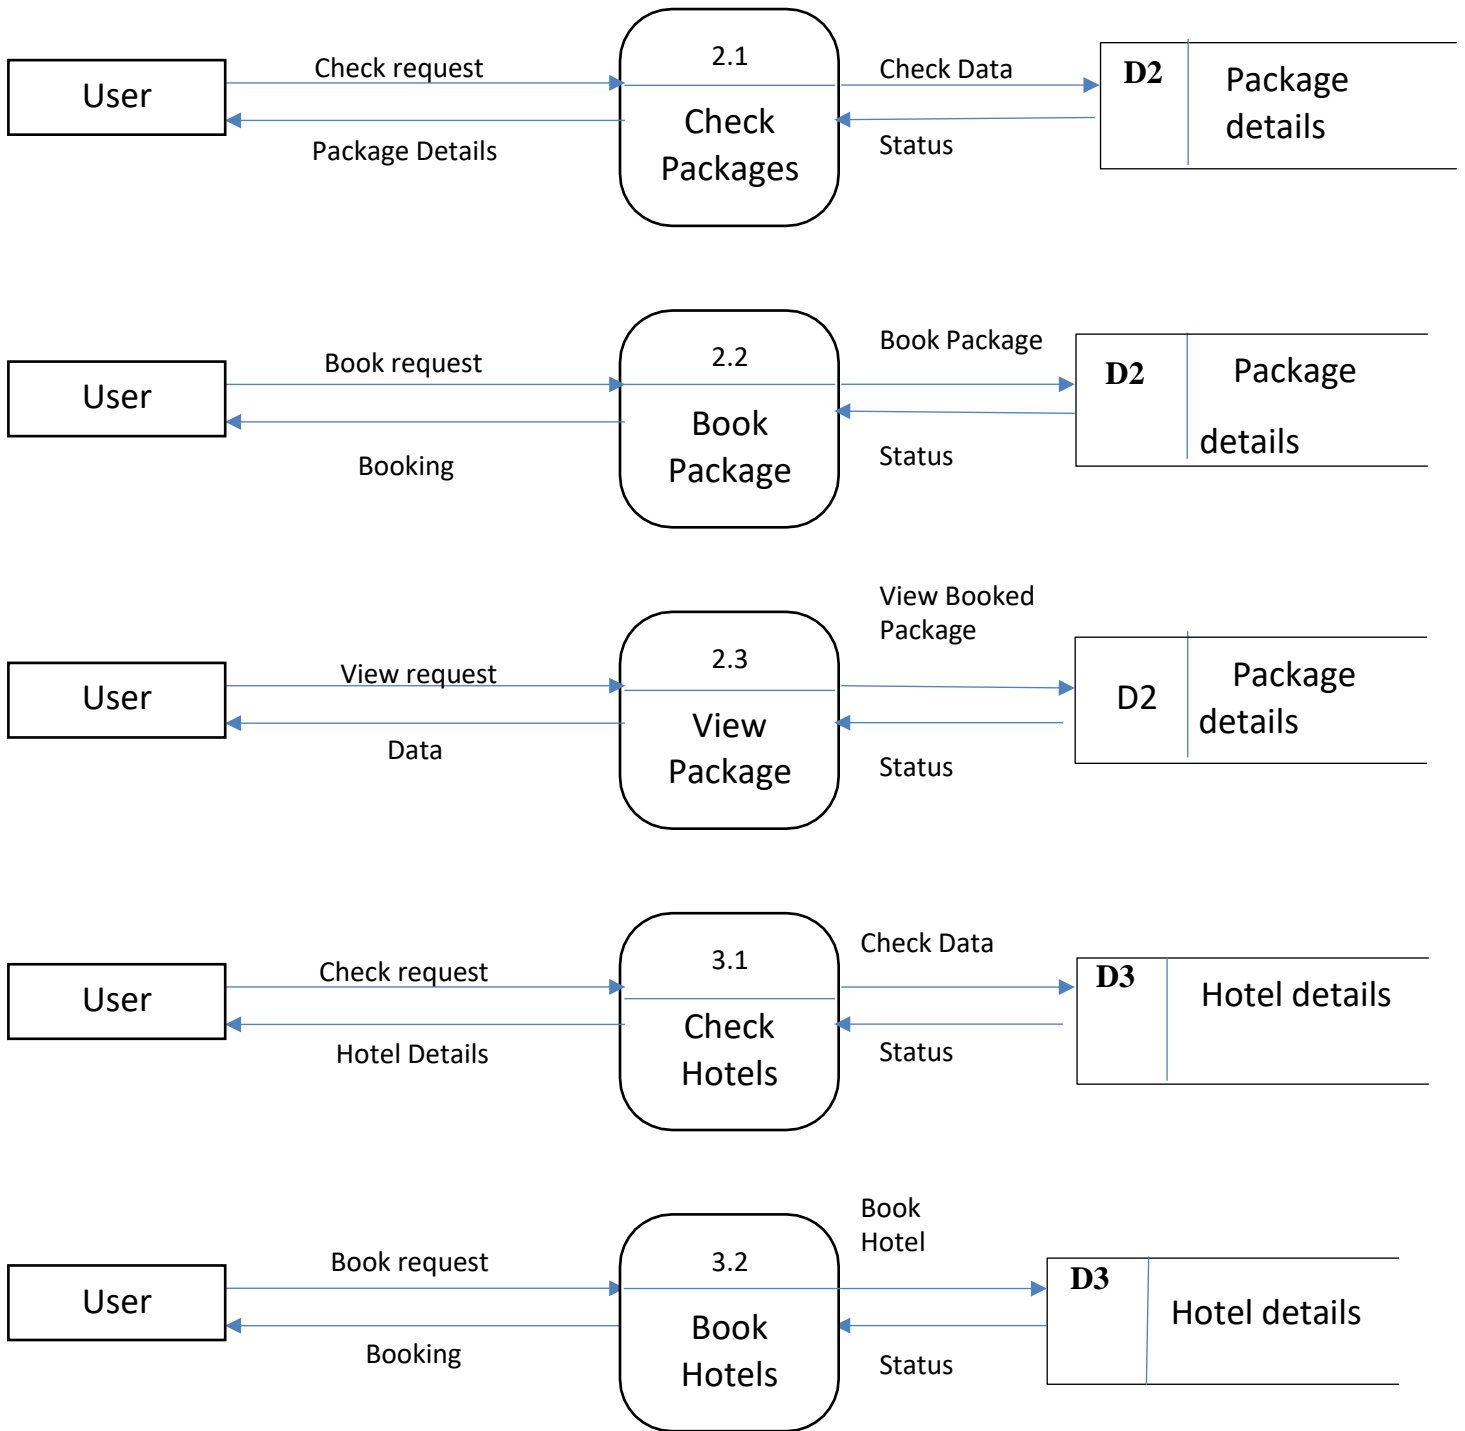 2.1
Check request
Check Data
D2
Package
User
details
Check
Packages
Package Details
Status
2.2
Book Package
Book request
D2
Package
User
Book
Package
details
Booking
Status
View Booked
Package
2.3
View request
Package
User
D2
details
View
Package
Data
Status
3.1
Check Data
Check request
D3
Hotel details
User
Check
Hotels
Hotel Details
Status
Book
Hotel
3.2
Book request
D3
User
Hotel details
Book
Hotels
Booking
Status